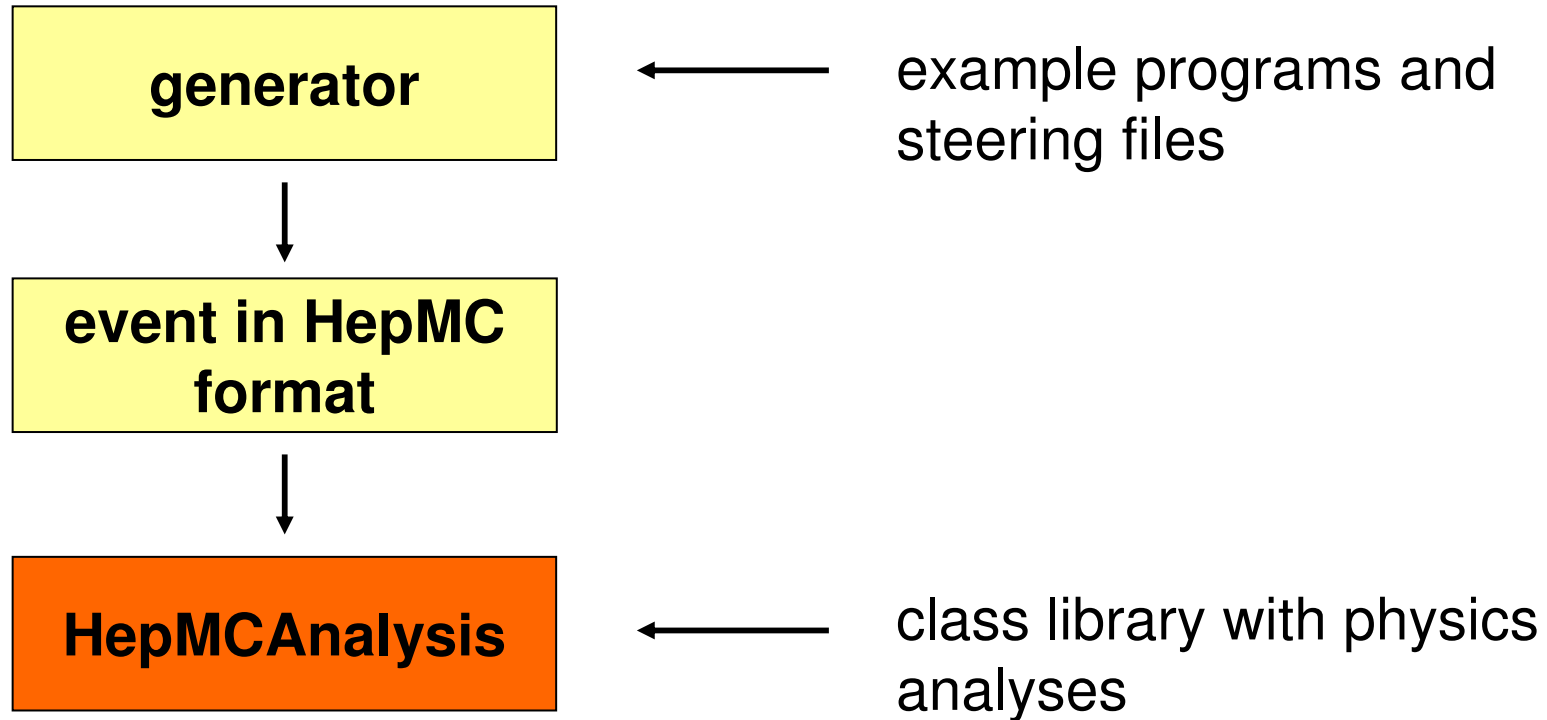 generator
example programs and
steering files
event in HepMC
format
HepMCAnalysis
class library with physics
analyses